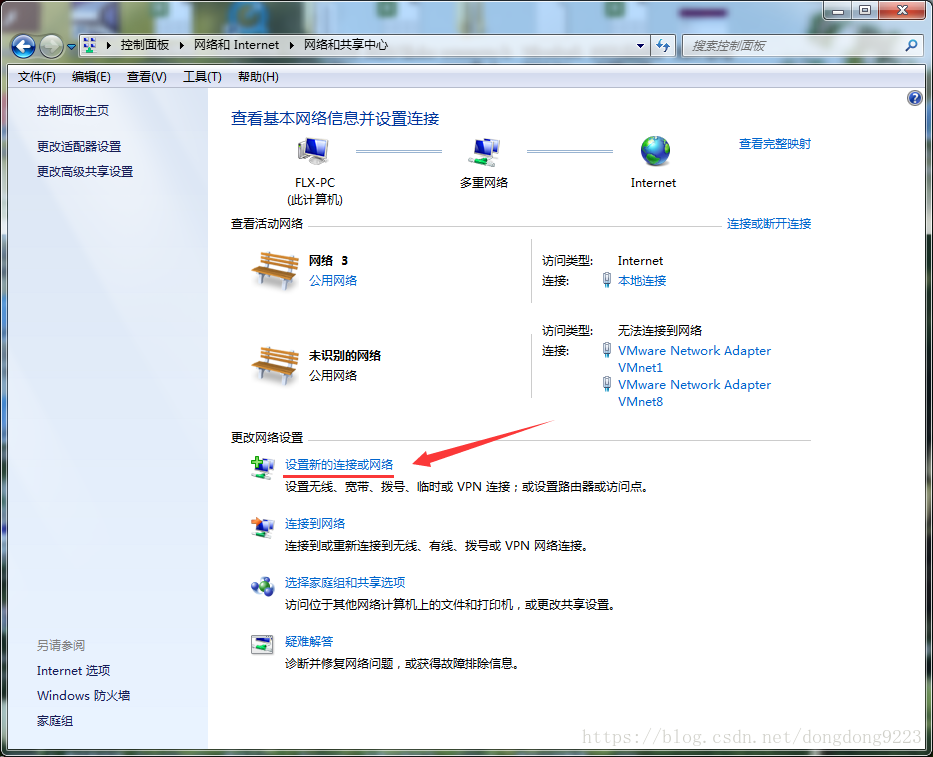 控制面板 ▸ 网络和 Internet ▸ 网络和共享中心
搜索控制面板
文件(F) 编辑(E) 查看(V) 工具(T) 帮助(H)
控制面板主页
更改适配器设置
更改高级共享设置
查看基本网络信息并设置连接
查看完整映射
FLX-PC
(此计算机)
多重网络
Internet
查看活动网络
连接或断开连接
网络 3
公用网络
访问类型: Internet
连接: 本地连接
未识别的网络
公用网络
访问类型: 无法连接到网络
连接: VMware Network Adapter
VMnet1
VMware Network Adapter
VMnet8
更改网络设置
设置新的连接或网络
设置无线、宽带、拨号、临时或 VPN 连接；或设置路由器或访问点。
连接到网络
连接到或重新连接到无线、有线、拨号或 VPN 网络连接。
选择家庭组和共享选项
访问位于其他网络计算机上的文件和打印机，或更改共享设置。
疑难解答
诊断并修复网络问题，或获得故障排除信息。
另请参阅
Internet 选项
Windows 防火墙
家庭组
https://blog.csdn.net/dongdong9223